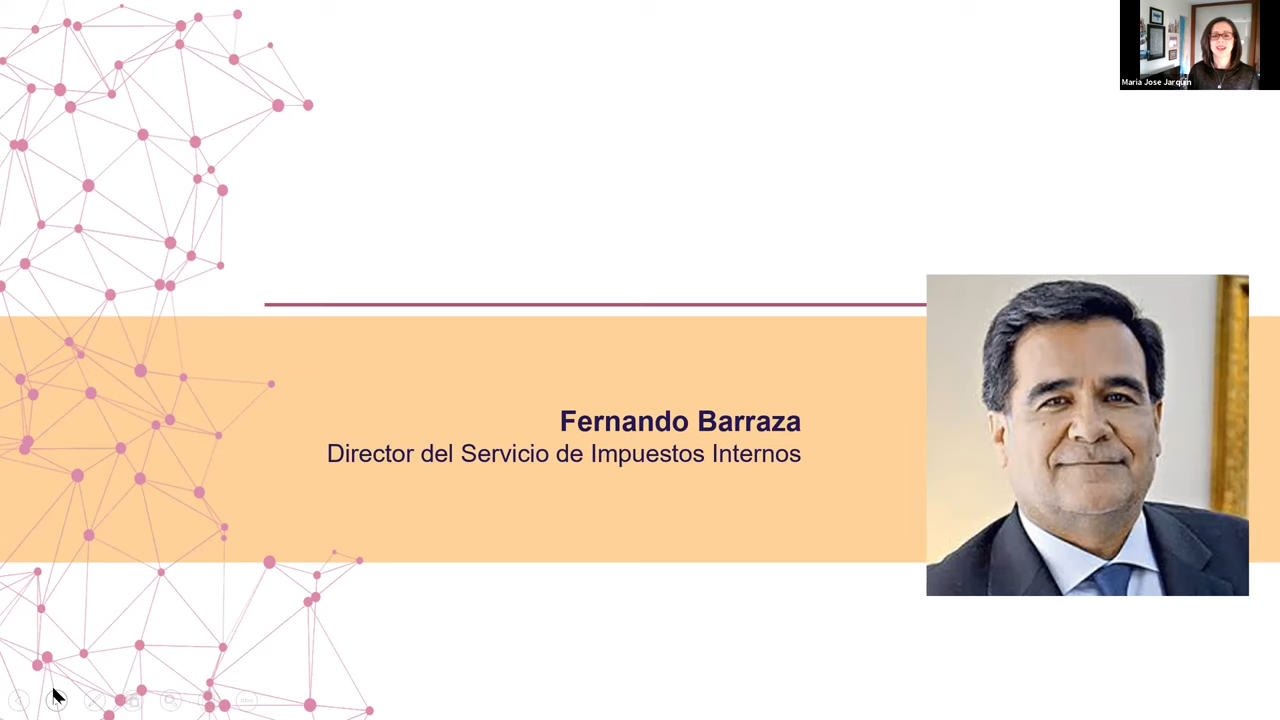 Maria Jose Jarquin
Fernando Barraza
Director del Servicio de Impuestos Internos